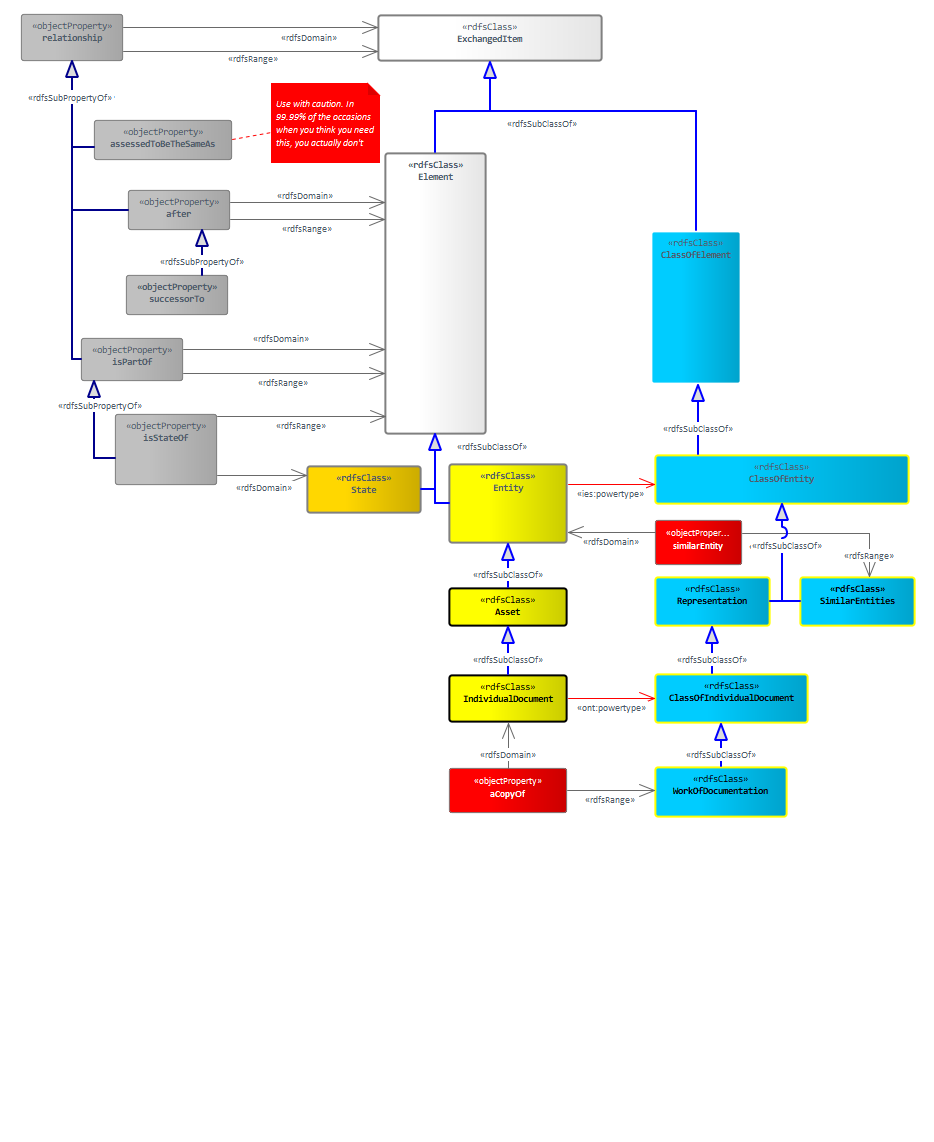 «objectProperty»
relationship
«rdfsDomain»
«rdfsRange»
«rdfsClass»
ExchangedItem
«rdfsSubPropertyOf»
«objectProperty»
assessedToBeTheSameAs
Use with caution. In
99.99% of the occasions
when you think you need
this, you actually don't
«rdfsSubClassOf»
«rdfsClass»
Element
«objectProperty»
after
«rdfsDomain»
«rdfsRange»
«rdfsSubPropertyOf»
«objectProperty»
successorTo
«rdfsClass»
ClassOfElement
«objectProperty»
isPartOf
«rdfsDomain»
«rdfsRange»
«rdfsSubPropertyOf»
«objectProperty»
isStateOf
«rdfsRange»
«rdfsDomain»
«rdfsSubClassOf»
«rdfsSubClassOf»
«rdfsClass»
State
«rdfsClass»
Entity
«ies:powertype»
«rdfsClass»
ClassOfEntity
«rdfsDomain»
«objectProper...
similarEntity
«rdfsSubClassOf»
«rdfsRange»
«rdfsSubClassOf»
«rdfsClass»
Asset
«rdfsClass»
Representation
«rdfsClass»
SimilarEntities
«rdfsSubClassOf»
«rdfsSubClassOf»
«rdfsClass»
IndividualDocument
«ont:powertype»
«rdfsClass»
ClassOfIndividualDocument
«rdfsDomain»
«rdfsSubClassOf»
«objectProperty»
aCopyOf
«rdfsRange»
«rdfsClass»
WorkOfDocumentation